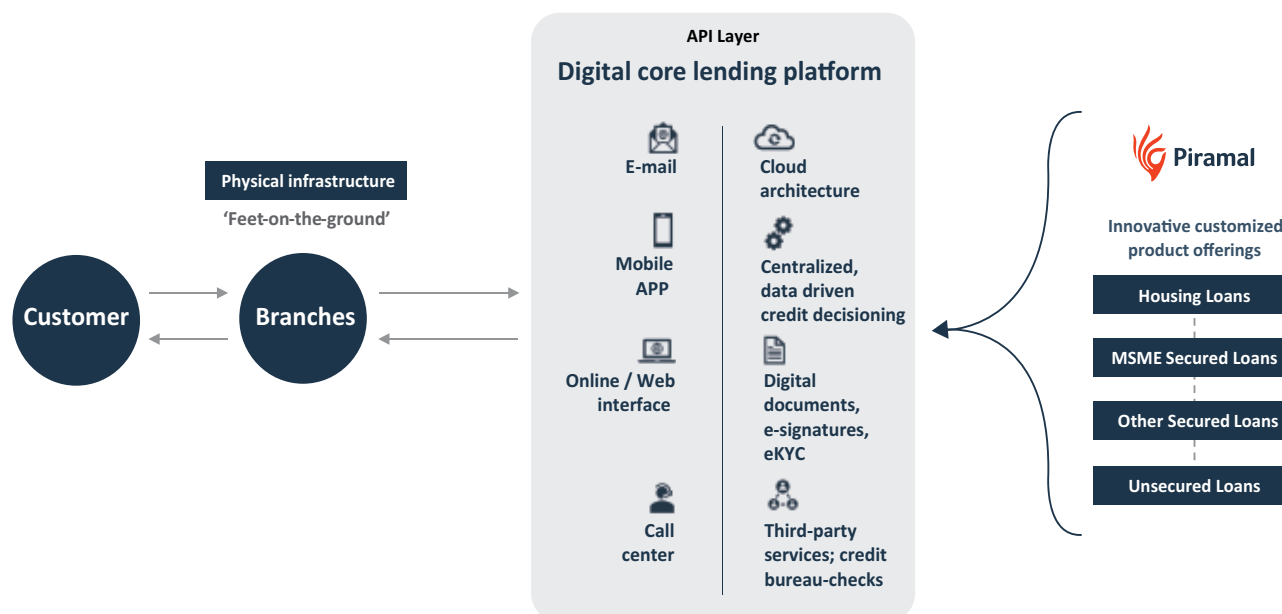 API Layer
Digital core lending platform
Physical infrastructure
‘Feet-on-the-ground’
Customer
Branches
E-mail
Mobile
APP
Online / Web
interface
Call
center
Cloud
architecture
Centralized,
data driven
credit decisioning
Digital
documents,
e-signatures,
eKYC
Third-party
services; credit
bureau-checks
Piramal
Innovative customized
product offerings
Housing Loans
MSME Secured Loans
Other Secured Loans
Unsecured Loans